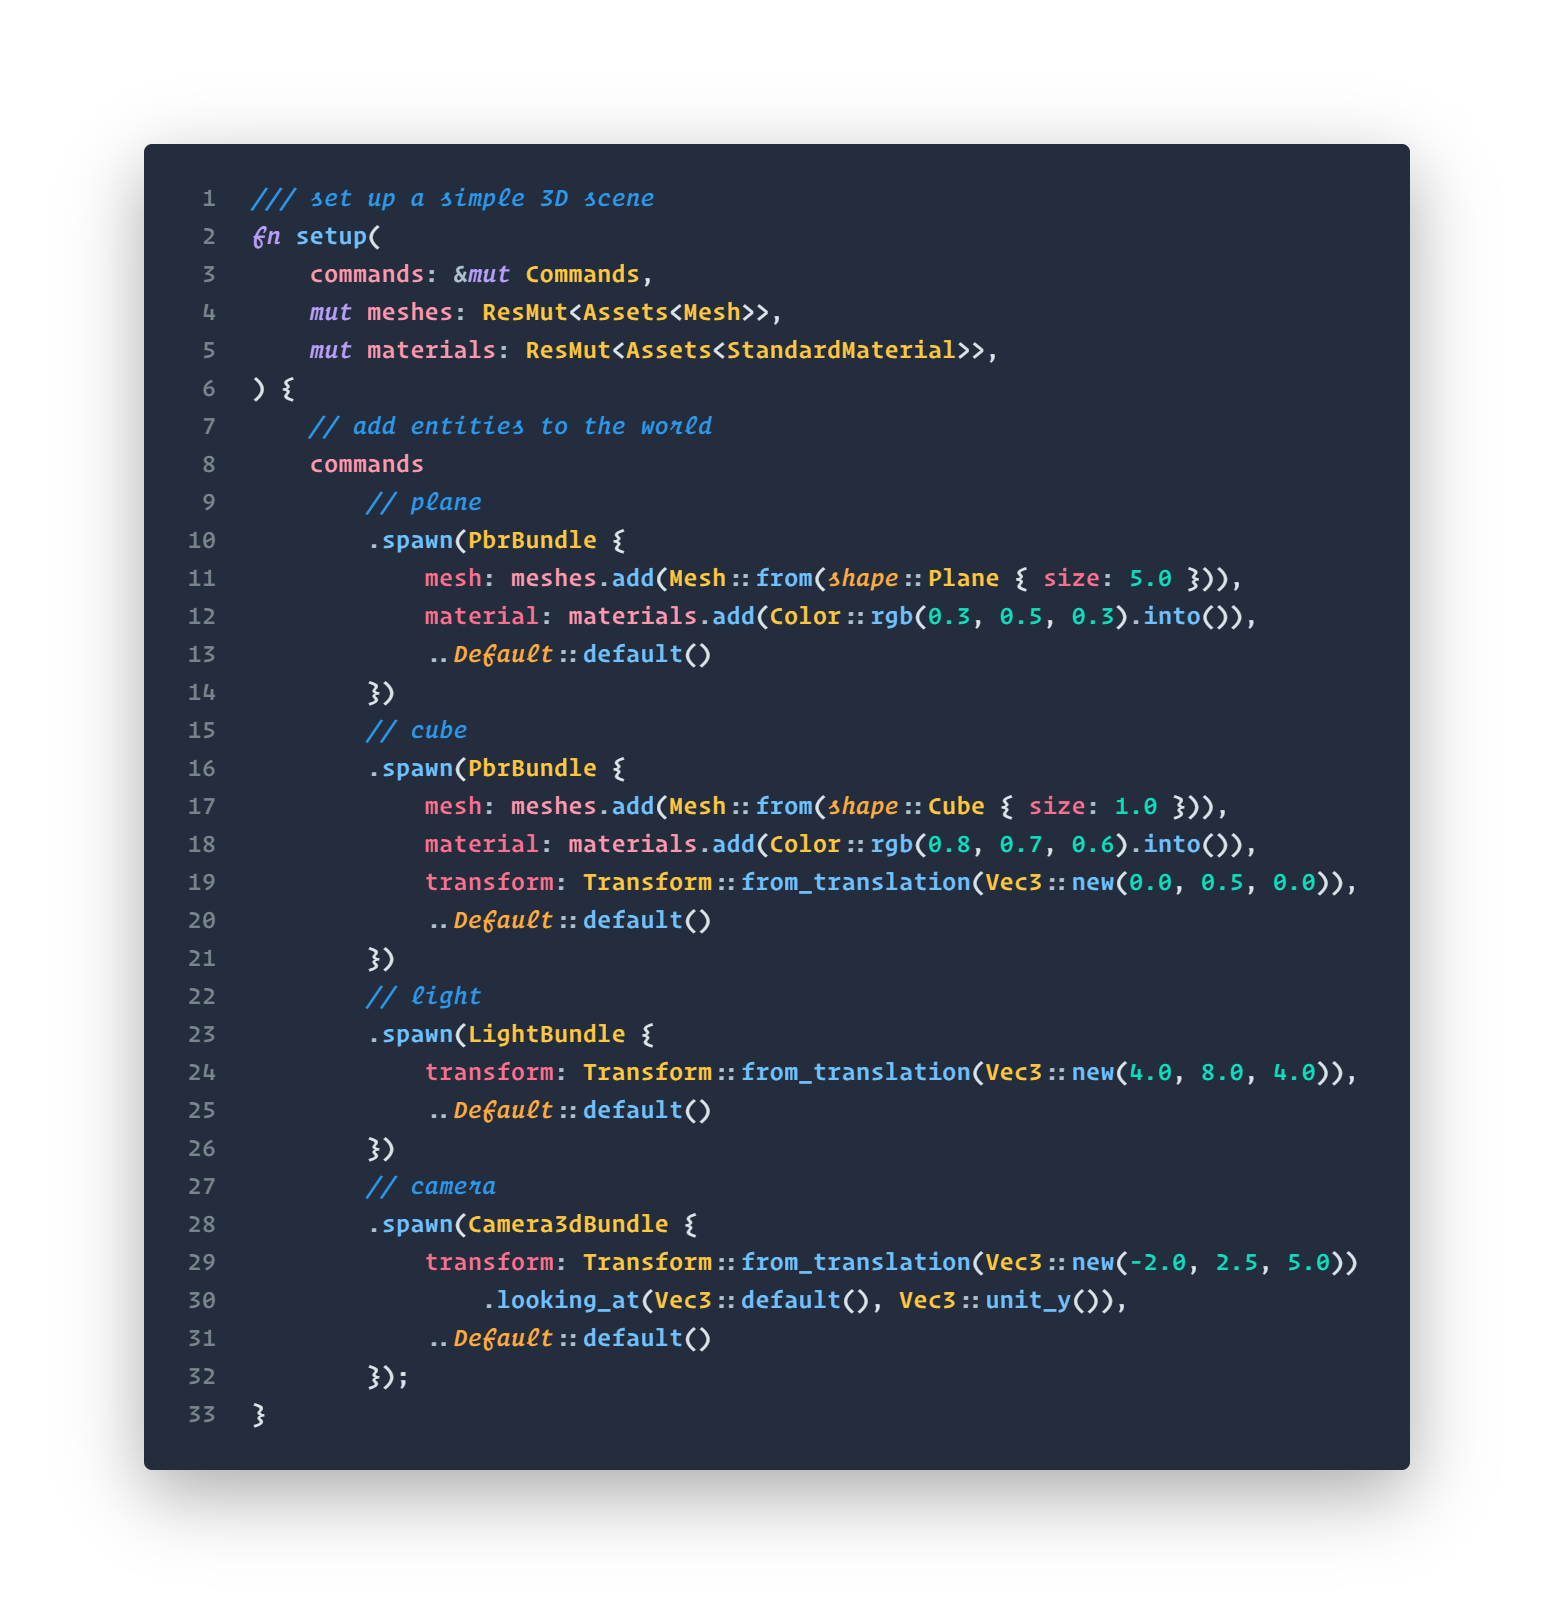 1 /// set up a simple 3D scene
2 fn setup(
3     commands: &mut Commands,
4     mut meshes: ResMut<Assets<Mesh>>,
5     mut materials: ResMut<Assets<StandardMaterial>>,
6 ) {
7     // add entities to the world
8     commands
9         // plane
10         .spawn(PbrBundle {
11             mesh: meshes.add(Mesh::from(shape::Plane { size: 5.0 })),
12             material: materials.add(Color::rgb(0.3, 0.5, 0.3).into()),
13             ..Default::default()
14         })
15         // cube
16         .spawn(PbrBundle {
17             mesh: meshes.add(Mesh::from(shape::Cube { size: 1.0 })),
18             material: materials.add(Color::rgb(0.8, 0.7, 0.6).into()),
19             transform: Transform::from_translation(Vec3::new(0.0, 0.5, 0.0)),
20             ..Default::default()
21         })
22         // light
23         .spawn(LightBundle {
24             transform: Transform::from_translation(Vec3::new(4.0, 8.0, 4.0)),
25             ..Default::default()
26         })
27         // camera
28         .spawn(Camera3dBundle {
29             transform: Transform::from_translation(Vec3::new(-2.0, 2.5, 5.0))
30                 .looking_at(Vec3::default(), Vec3::unit_y()),
31             ..Default::default()
32         });
33 }